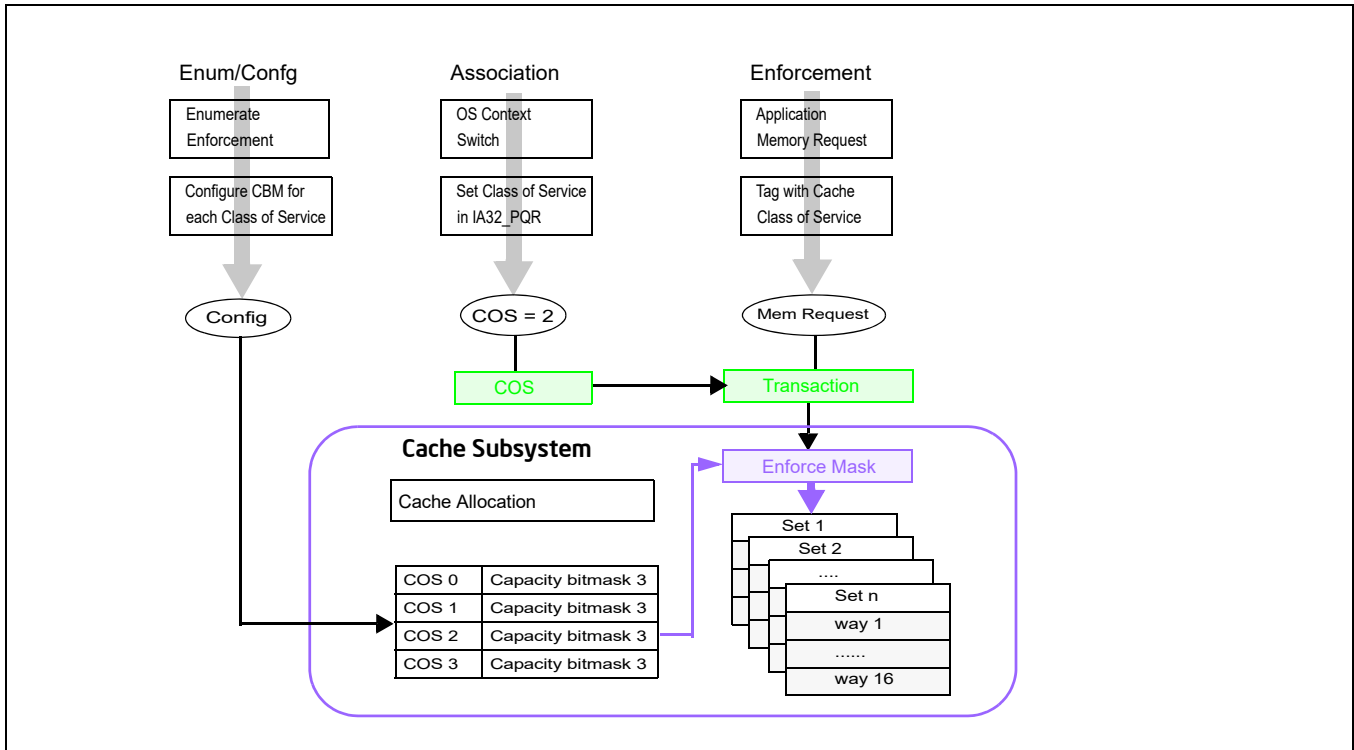 Enum/Confg
Enumerate
Enforcement
Configure CBM for
each Class of Service
Config
Association
OS Context
Switch
Set Class of Service
in IA32_PQR
COS = 2
COS
Enforcement
Application
Memory Request
Tag with Cache
Class of Service
Mem Request
Transaction
Cache Subsystem
Cache Allocation
COS 0 Capacity bitmask 3
COS 1 Capacity bitmask 3
COS 2 Capacity bitmask 3
COS 3 Capacity bitmask 3
Enforce Mask
Set 1
Set 2
....
Set n
way 1
......
way 16